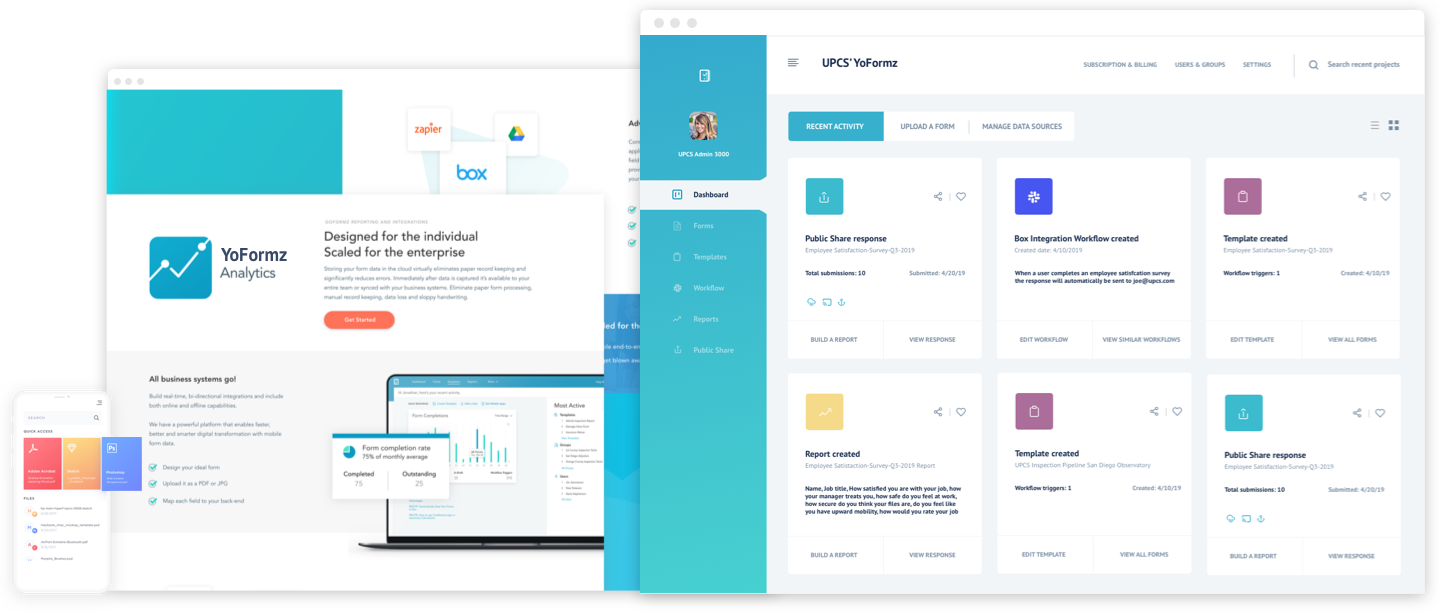 zapier
box
GOFORMZ REPORTING AND INTEGRATIONS
Designed for the individual
Scaled for the enterprise
Storing your form data in the cloud virtually eliminates paper record keeping and
significantly reduces errors. Immediately after data is captured it's available to your
entire team or synced with your business systems. Eliminate paper form processing,
manual record keeping, data loss and sloppy handwriting.
Get Started
YoFormz
Analytics
All business systems go!
Build real-time, bi-directional integrations and include
both online and offline capabilities.
We have a powerful platform that enables faster,
better and smarter digital transformation with mobile
form data.
Design your ideal form
Upload it as a PDF or JPG
Map each field to your back-end
Form Completions
Form completion rate
75% of monthly average
Completed
75
Outstanding
25
Most Active
Templates
Groups
Users
SEARCH
QUICK ACCESS
Adobe Acrobat
Ps
Photoshop
FILES
UPCS Admin 3000
Dashboard
Forms
Templates
Workflow
Reports
Public Share
UPCS' YoFormz
SUBSCRIPTION & BILLING
USERS & GROUPS
SETTINGS
Search recent projects
RECENT ACTIVITY
UPLOAD A FORM
MANAGE DATA SOURCES
Public Share response
Employee Satisfaction-Survey-Q3-2019
Total submissions: 10
Submitted: 4/20/19
BUILD A REPORT
VIEW RESPONSE
Box Integration Workflow created
Created date: 4/10/2019
When a user completes an employee satisfcation survey
the response will automatically be sent to joe@upcs.com
EDIT WORKFLOW
VIEW SIMILAR WORKFLOWS
Template created
Employee Satisfaction-Survey-Q3-2019
Workflow triggers: 1
Created: 4/10/19
EDIT TEMPLATE
VIEW ALL FORMS
Report created
Employee Satistaction-Survey-Q3-2019 Report
Name, Job title, How satisfied you are with your job, how
your manager treats you, how safe do you feel at work,
how secure do you think your files are, do you feel like
you have upward mobility, how would you rate your job
BUILD A REPORT
VIEW RESPONSE
Template created
UPCS Inspection Pipeline San Diego Observatory
Workflow triggers: 1
Created: 4/10/19
EDIT TEMPLATE
VIEW ALL FORMS
Public Share response
Employee Satistaction-Survey-Q3-2019
Total submissions: 10
Submitted: 4/20/19
BUILD A REPORT
VIEW RESPONSE